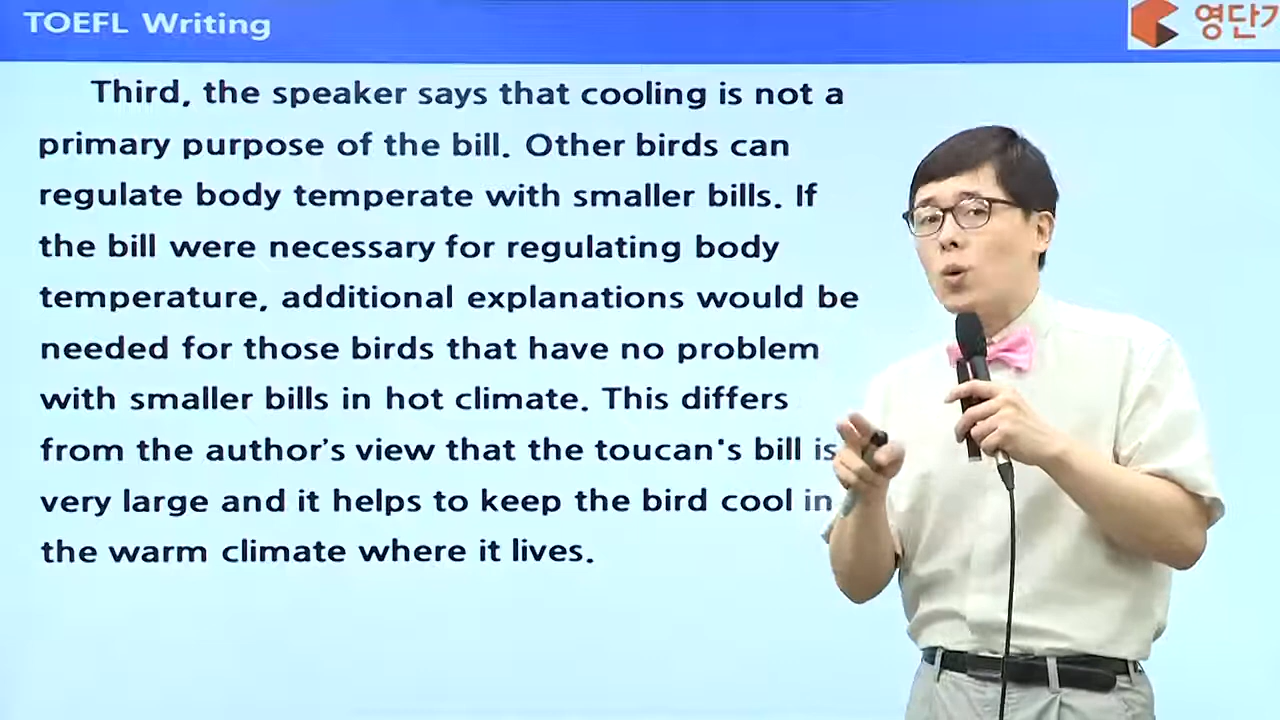 TOEFL Writing
영단기
Third, the speaker says that cooling is not a
primary purpose of the bill. Other birds can
regulate body temperate with smaller bills. If
the bill were necessary for regulating body
temperature, additional explanations would be
needed for those birds that have no problem
with smaller bills in hot climate. This differs
from the author's view that the toucan's bill is
very large and it helps to keep the bird cool in
the warm climate where it lives.